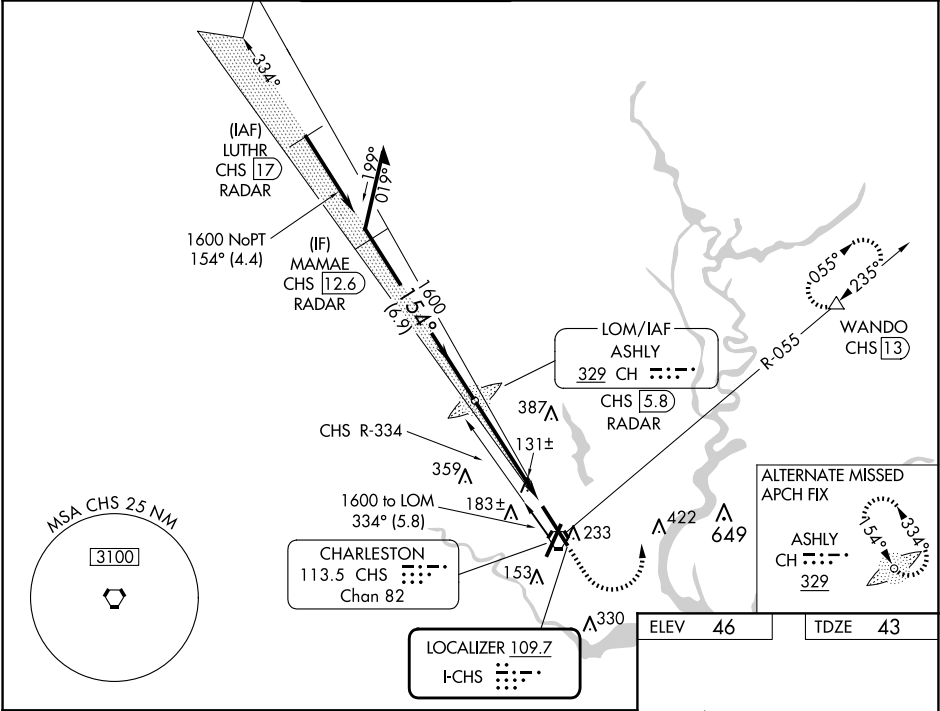 334°
(IAF)
LUTHR
CHS 17
RADAR
199°
019°
1600 NoPT
154° (4.4)
(IF)
MAMAE
CHS 12.6
RADAR
1600
154°
(6.9)
055°
235°
WANDO
CHS 13
R-055
LOM/IAF
ASHLY
329 CH
CHS 5.8
RADAR
387
CHS R-334
131±
359
1600 to LOM
334° (5.8)
183±
233
422
649
ALTERNATE MISSED
APCH FIX
154°
334°
ASHLY
CH
329
MSA CHS 25 NM
3100
CHARLESTON
113.5 CHS
Chan 82
153
330
LOCALIZER 109.7
I-CHS
ELEV 46
TDZE 43